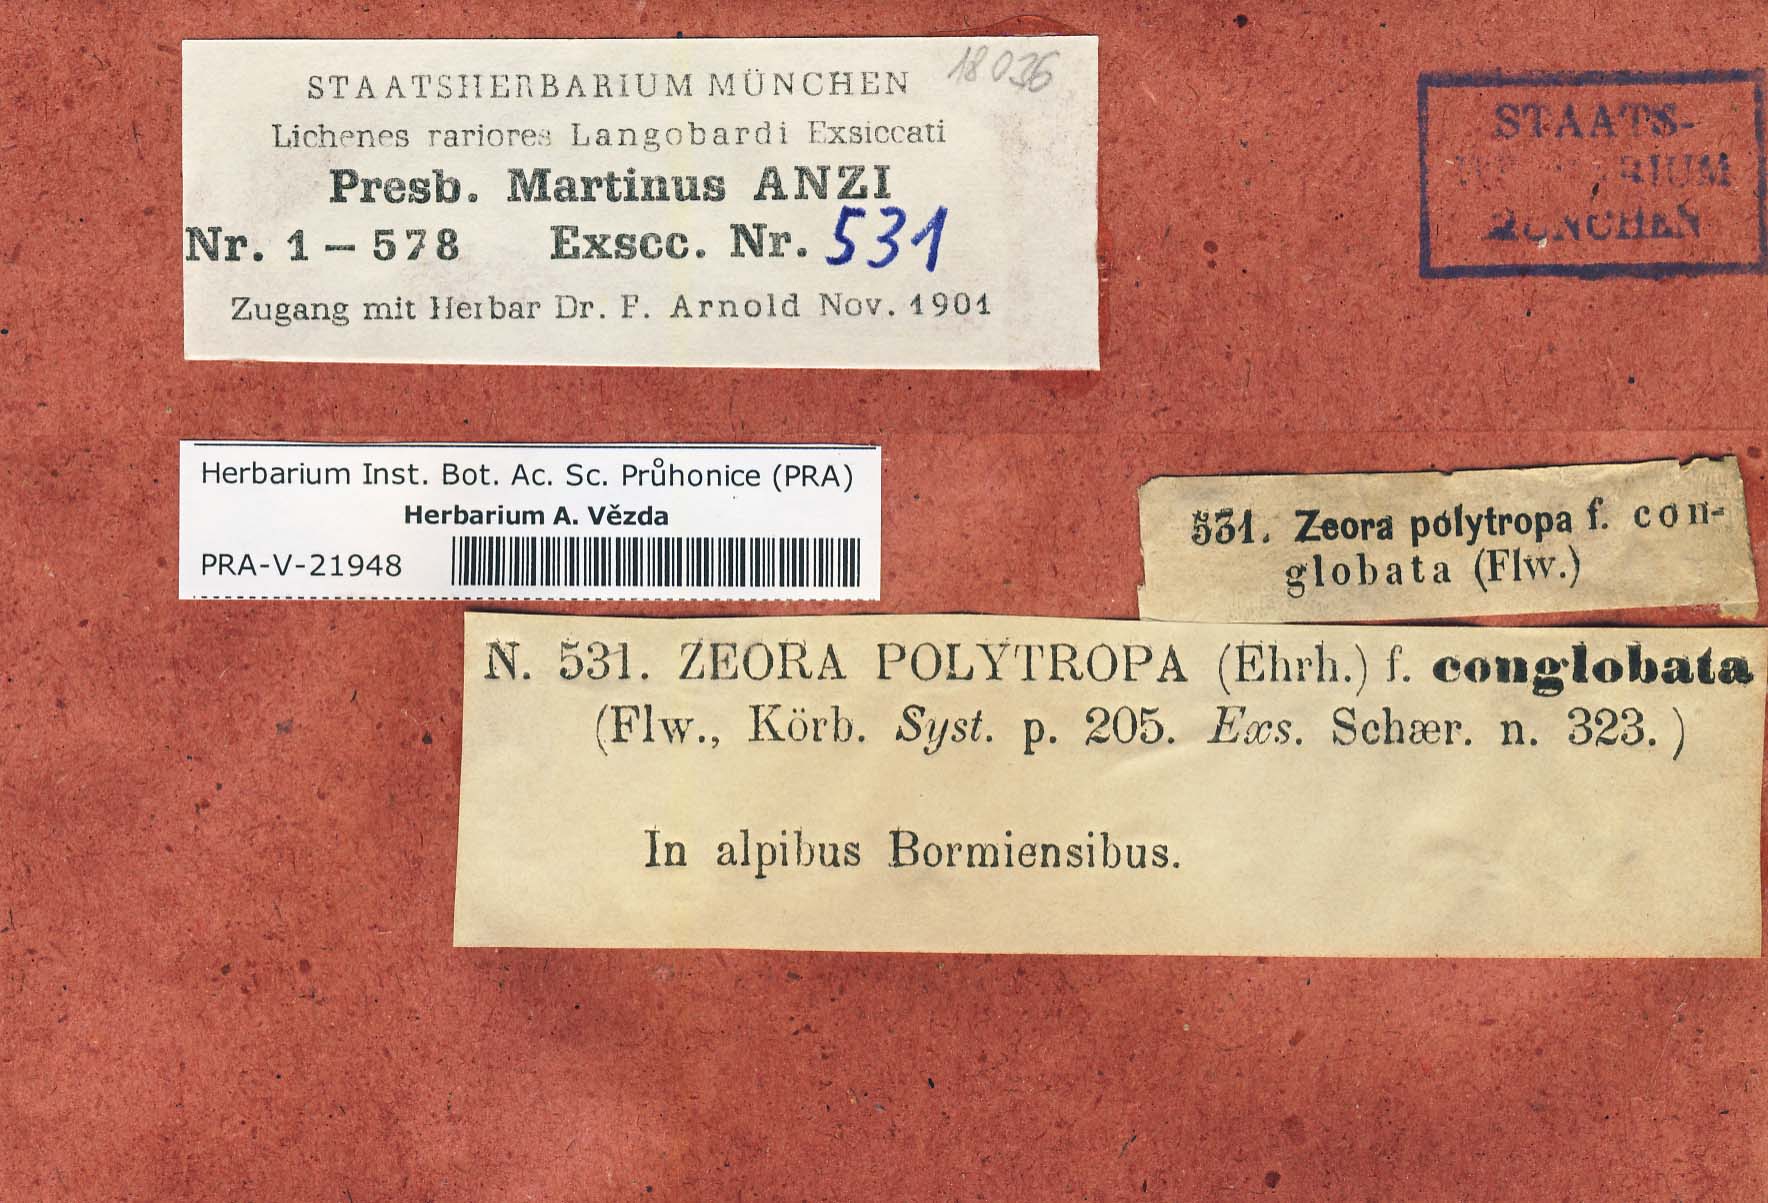 18036
STAATSHERBARIUM MÜNCHEN
Lichenes rariores Langobardi Exsiccati
Presb. Martinus ANZI
Nr. 1 – 578 Exscc. Nr. 531
Zugang mit Herbar Dr. F. Arnold Nov. 1901
STAATS-
HERBARIUM
MÜNCHEN
Herbarium Inst. Bot. Ac. Sc. Průhonice (PRA)
Herbarium A. Vězda
PRA-V-21948
531. Zeora polytropa f. con-
globata (Flw.)
N. 531. ZEORA POLYTROPA (Ehrh.) f. conglobata
(Flw., Körb. Syst. p. 205. Exs. Schær. n. 323.)
In alpibus Bormiensibus.